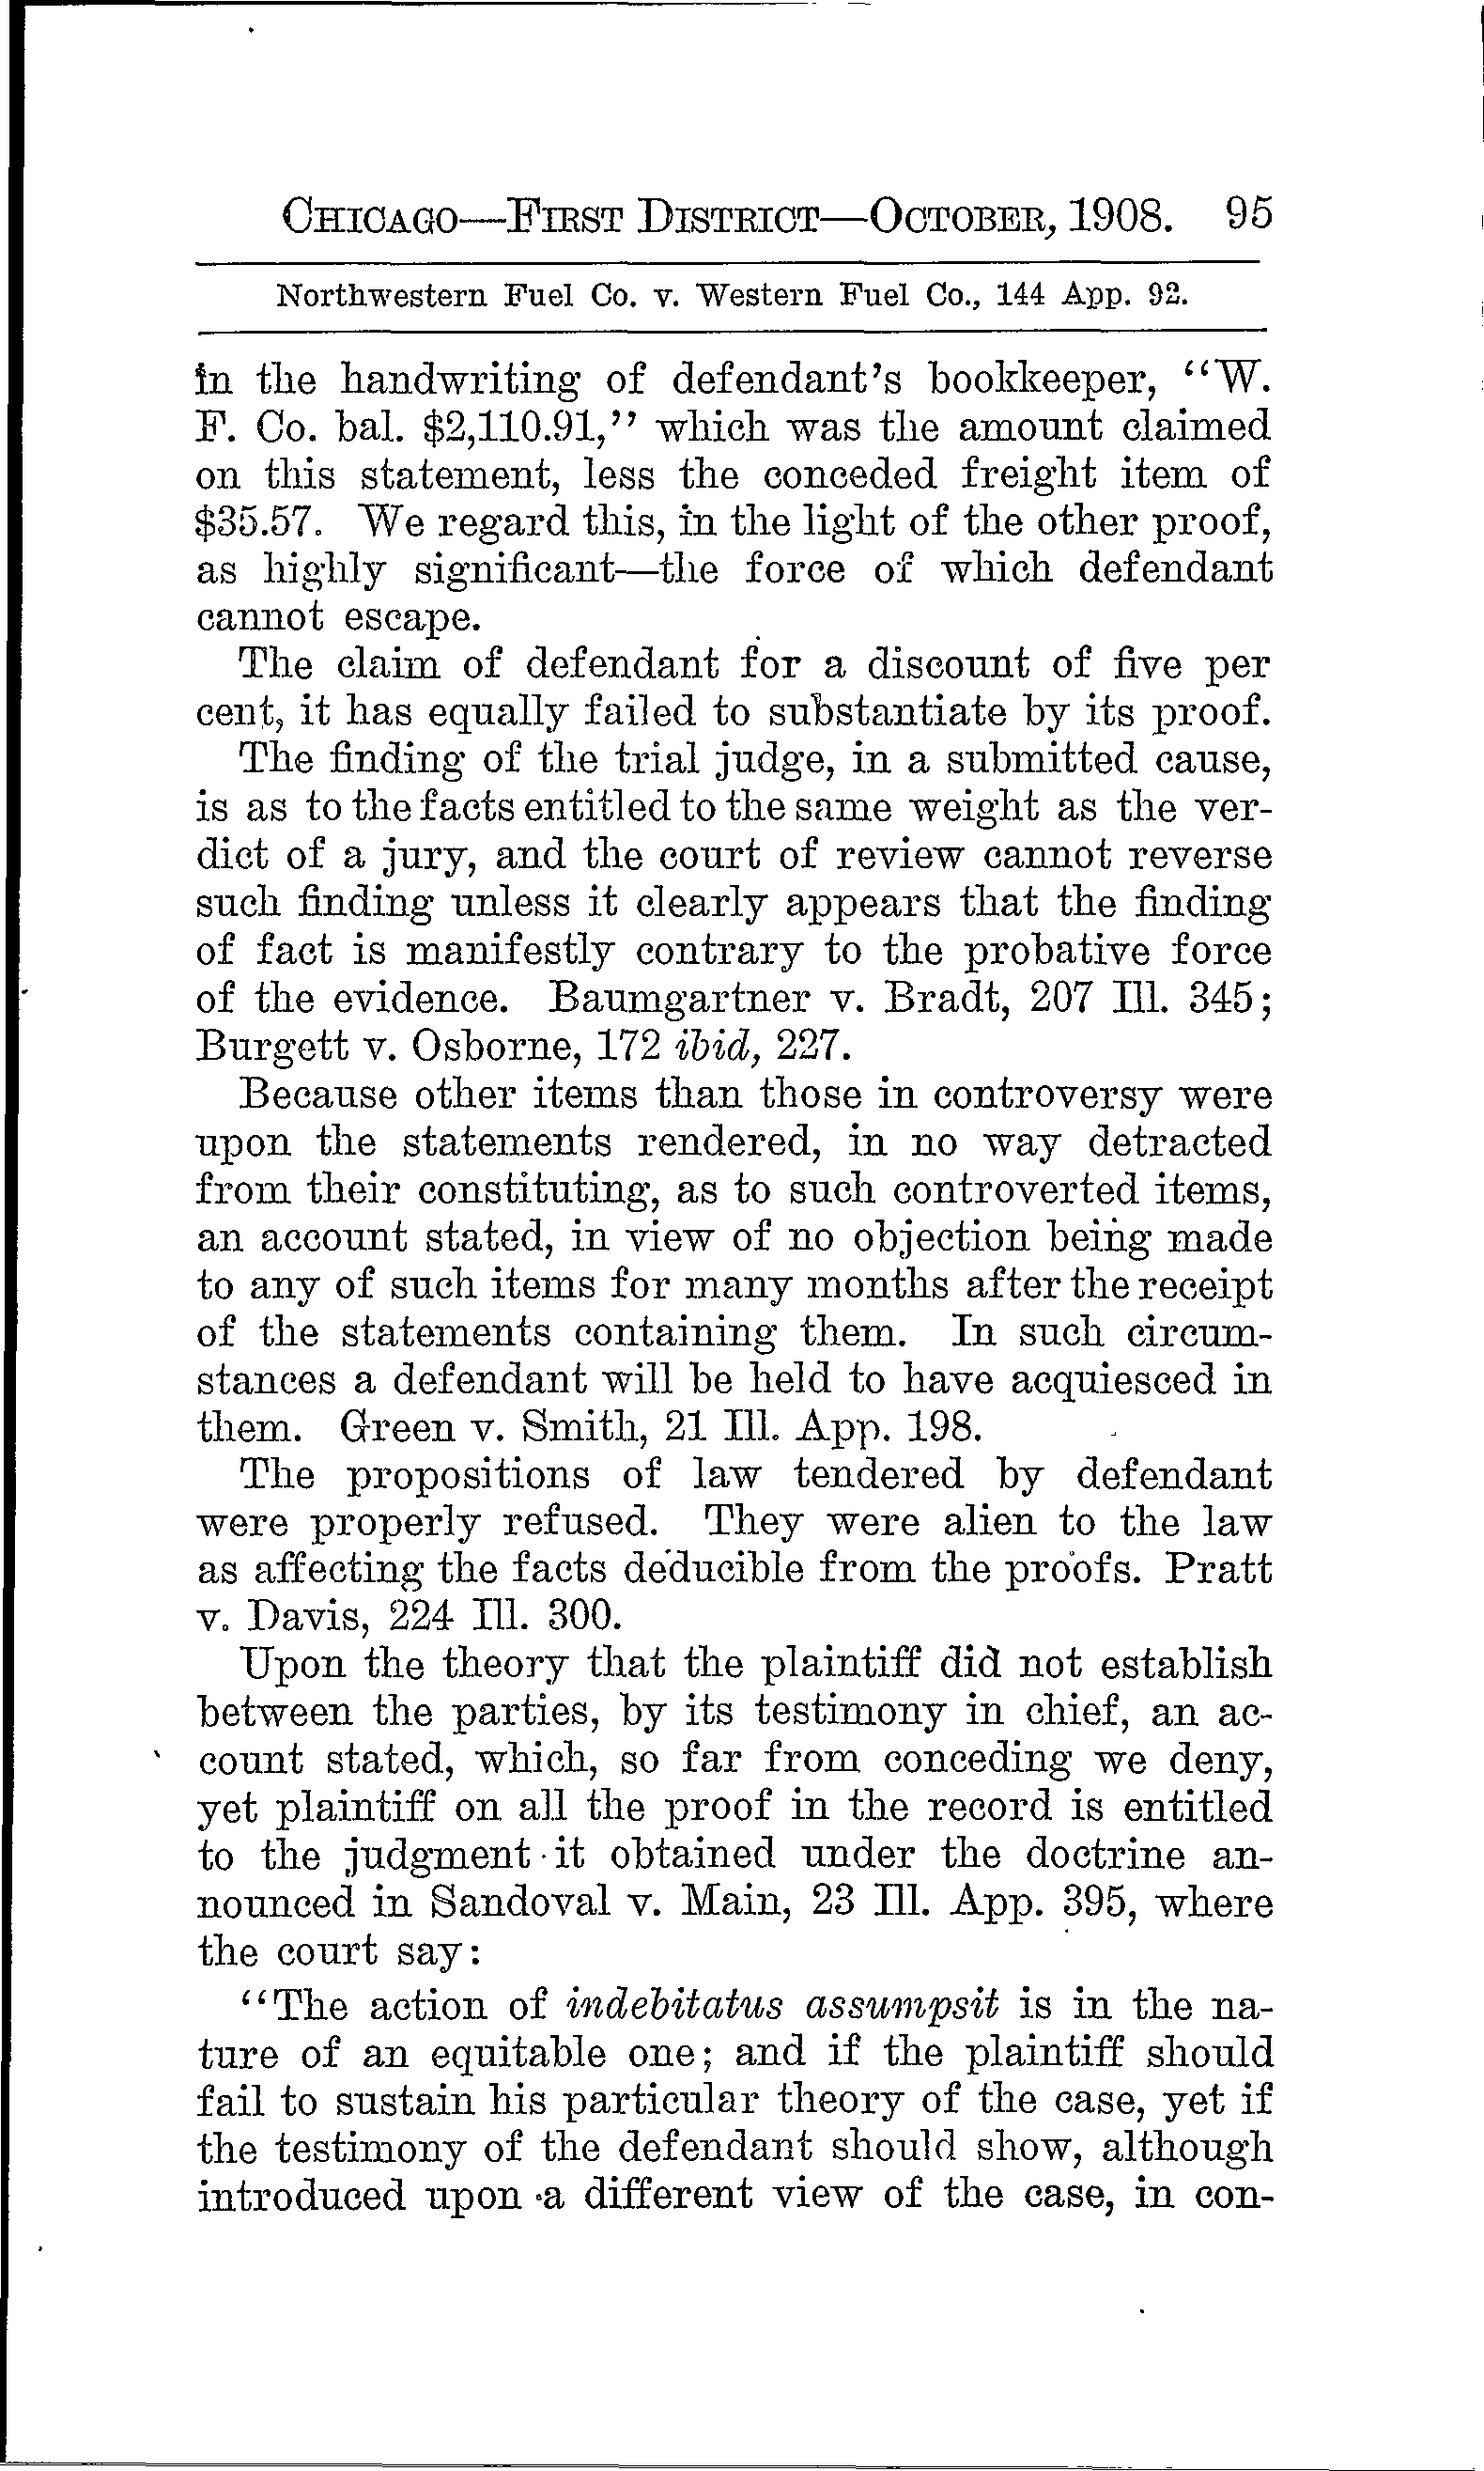 CHICAGO—FIRST DISTRICT—OCTOBER, 1908. 95
Northwestern Fuel Co. v. Western Fuel Co., 144 App. 92.
in the handwriting of defendant's bookkeeper, "W.
F. Co. bal. $2,110.91," which was the amount claimed
on this statement, less the conceded freight item of
$35.57. We regard this, in the light of the other proof,
as highly significant—the force of which defendant
cannot escape.
The claim of defendant for a discount of five per
cent, it has equally failed to substantiate by its proof.
The finding of the trial judge, in a submitted cause,
is as to the facts entitled to the same weight as the ver-
dict of a jury, and the court of review cannot reverse
such finding unless it clearly appears that the finding
of fact is manifestly contrary to the probative force
of the evidence. Baumgartner v. Bradt, 207 Ill. 345;
Burgett v. Osborne, 172 ibid, 227.
Because other items than those in controversy were
upon the statements rendered, in no way detracted
from their constituting, as to such controverted items,
an account stated, in view of no objection being made
to any of such items for many months after the receipt
of the statements containing them. In such circum-
stances a defendant will be held to have acquiesced in
them. Green v. Smith, 21 Ill. App. 198.
The propositions of law tendered by defendant
were properly refused. They were alien to the law
as affecting the facts deducible from the proofs. Pratt
v. Davis, 224 Ill. 300.
Upon the theory that the plaintiff did not establish
between the parties, by its testimony in chief, an ac-
count stated, which, so far from conceding we deny,
yet plaintiff on all the proof in the record is entitled
to the judgment it obtained under the doctrine an-
nounced in Sandoval v. Main, 23 Ill. App. 395, where
the court say:
"The action of indebitatus assumpsit is in the na-
ture of an equitable one; and if the plaintiff should
fail to sustain his particular theory of the case, yet if
the testimony of the defendant should show, although
introduced upon a different view of the case, in con-